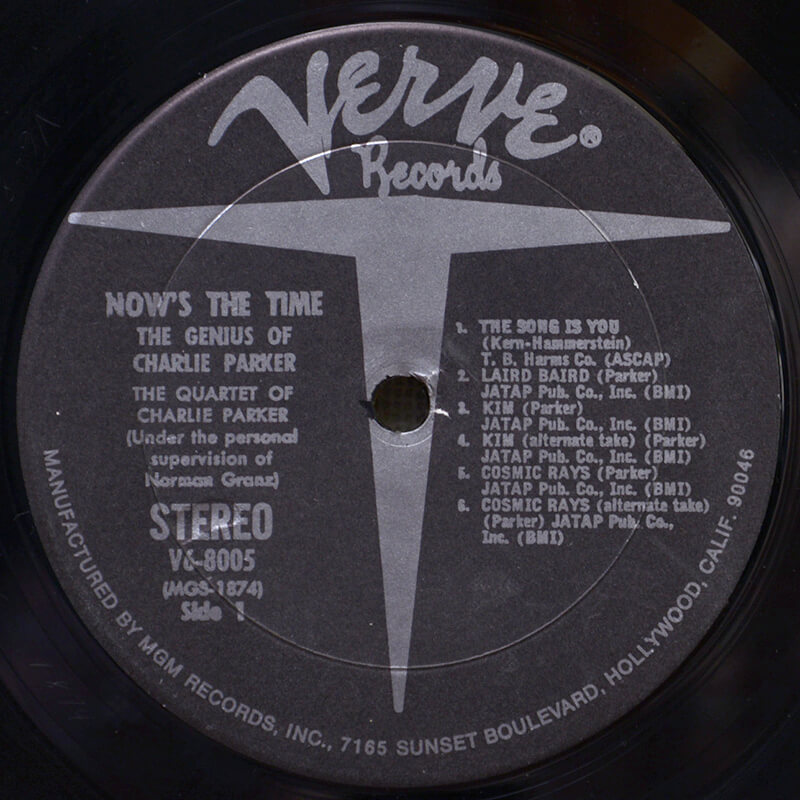 Verve®
Records
NOW'S THE TIME
THE GENIUS OF
CHARLIE PARKER
THE QUARTET OF
CHARLIE PARKER
(Under the personal
supervision of
Norman Granz)
STEREO
V6-8005
(MGS-1874)
Side 1
1. THE SONG IS YOU
(Kern-Hammerstein)
T. B. Harms Co. (ASCAP)
2. LAIRD BAIRD (Parker)
JATAP Pub. Co., Inc. (BMI)
3. KIM (Parker)
JATAP Pub. Co., Inc. (BMI)
4. KIM (alternate take) (Parker)
JATAP Pub. Co., Inc. (BMI)
5. COSMIC RAYS (Parker)
JATAP Pub. Co., Inc. (BMI)
6. COSMIC RAYS (alternate take)
(Parker) JATAP Pub. Co.,
Inc. (BMI)
MANUFACTURED BY MGM RECORDS, INC., 7165 SUNSET BOULEVARD, HOLLYWOOD, CALIF. 90046